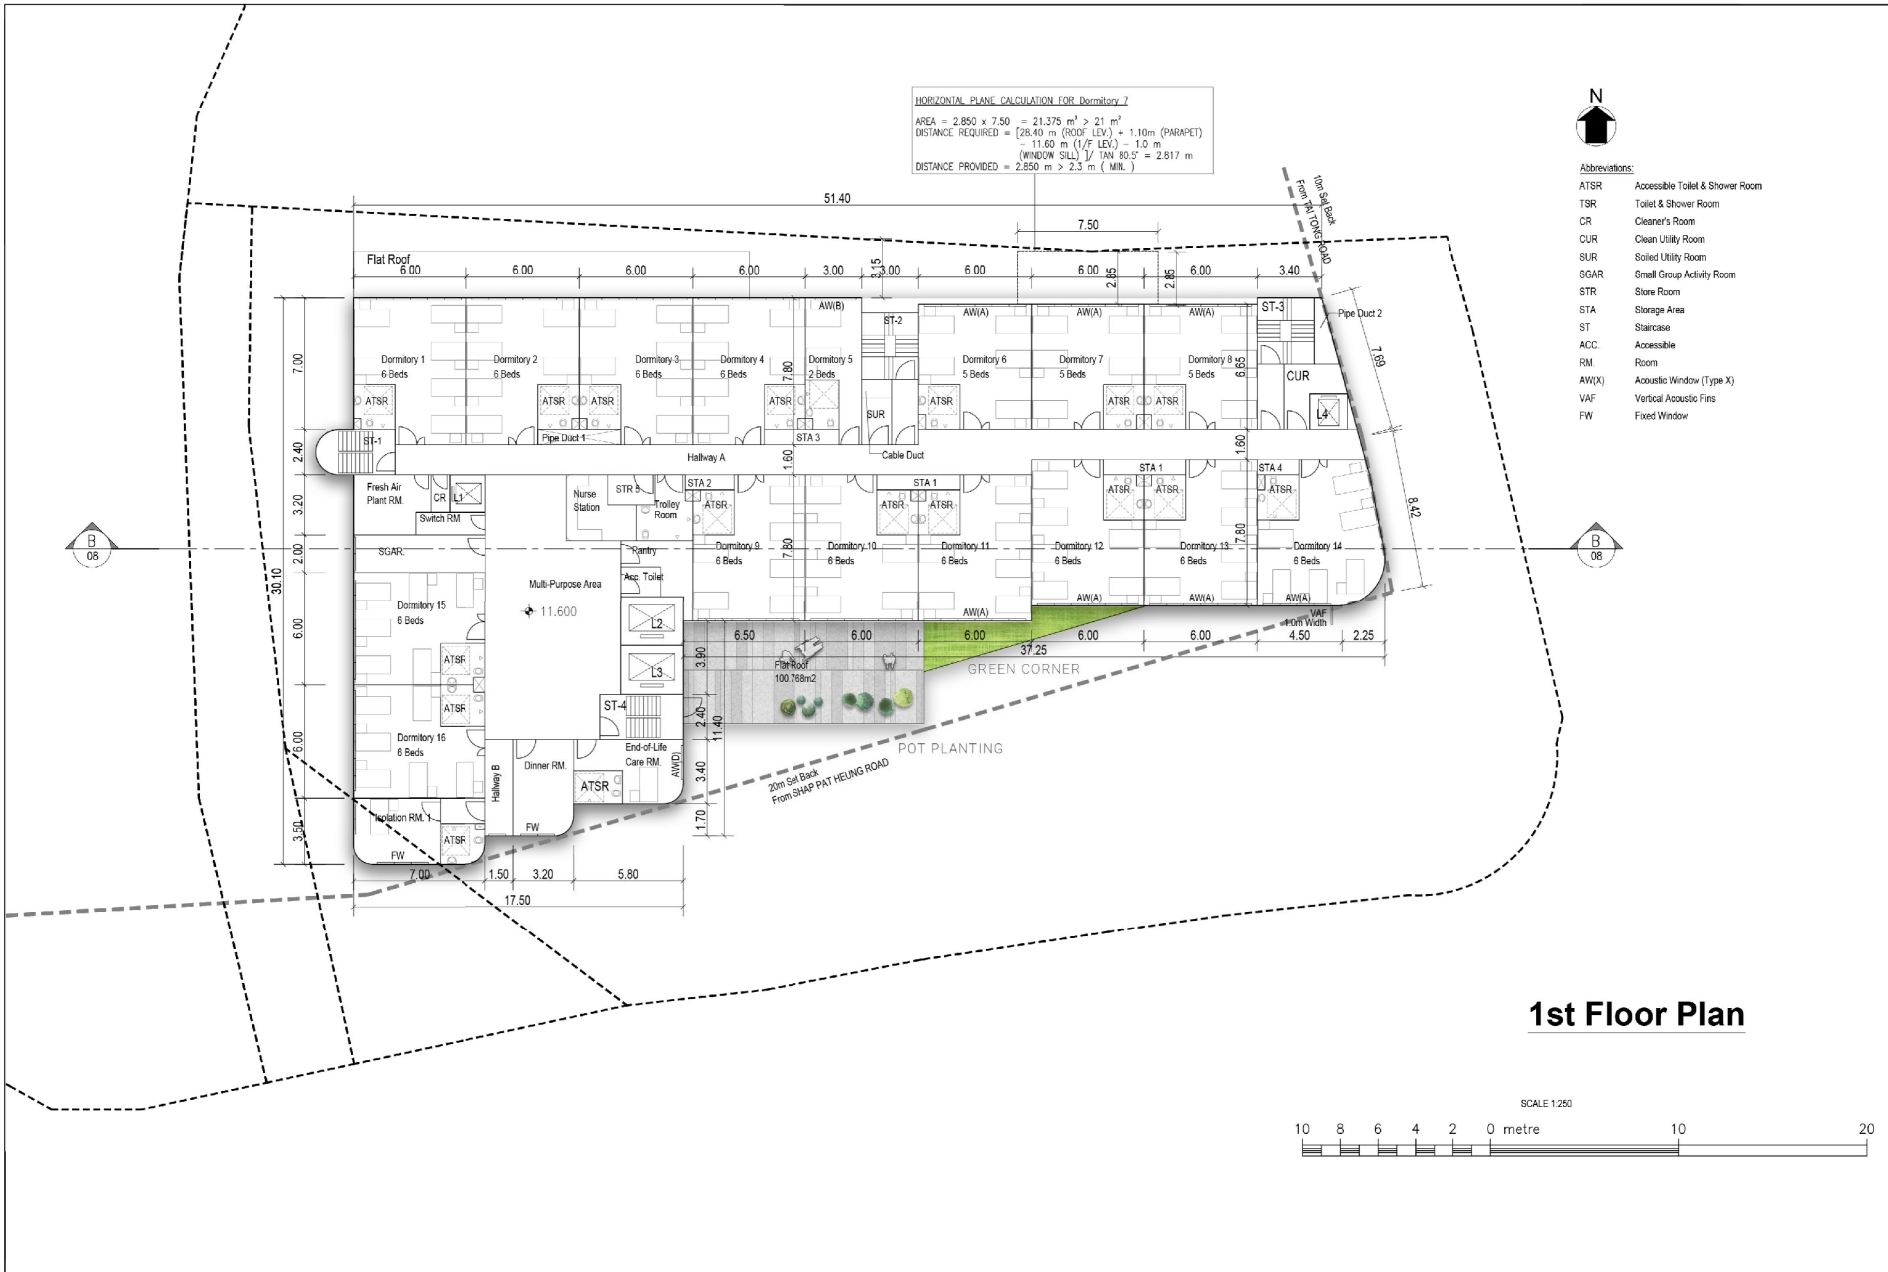 HORIZONTAL PLANE CALCULATION FOR Dormitory 7
AREA = 2.850 x 7.50 = 21.375 m² > 21 m²
DISTANCE REQUIRED = [28.40 m (ROOF LEV.) + 1.10m (PARAPET)
- 11.60 m (1/F LEV.) - 1.0 m
(WINDOW SILL) ]/ TAN 80.5° = 2.817 m
DISTANCE PROVIDED = 2.850 m > 2.3 m ( MIN. )
N
Abbreviations:
ATSR Accessible Toilet & Shower Room
TSR Toilet & Shower Room
CR Cleaner's Room
CUR Clean Utility Room
SUR Soiled Utility Room
SGAR Small Group Activity Room
STR Store Room
STA Storage Area
ST Staircase
ACC. Accessible
RM. Room
AW(X) Acoustic Window (Type X)
VAF Vertical Acoustic Fins
FW Fixed Window
10m Set Back
From TAI TONG ROAD
51.40
7.50
Flat Roof
6.00 6.00 6.00 6.00 3.00 3.00 6.00 6.00 6.00 3.40
3.15
2.85
2.85
AW(B)
ST-2
AW(A)
AW(A)
AW(A)
ST-3
Pipe Duct 2
7.00
Dormitory 1
6 Beds
Dormitory 2
6 Beds
Dormitory 3
6 Beds
Dormitory 4
6 Beds
7.80
Dormitory 5
2 Beds
Dormitory 6
5 Beds
Dormitory 7
5 Beds
Dormitory 8
5 Beds
6.65
7.69
CUR
ATSR
ATSR
ATSR
ATSR
SUR
ATSR
ATSR
ATSR
L4
2.40
ST-1
Pipe Duct 1
STA 3
Hallway A
1.60
Cable Duct
1.60
STA 1
STA 4
3.20
Fresh Air
Plant RM.
CR
L1
Switch RM
Nurse
Station
STR 5
Trolley
Room
STA 2
STA 1
ATSR
ATSR
ATSR
ATSR
ATSR
ATSR
8.42
B
08
2.00
SGAR.
Pantry
Acc. Toilet
Dormitory 9
6 Beds
7.80
Dormitory 10
6 Beds
Dormitory 11
6 Beds
Dormitory 12
6 Beds
Dormitory 13
6 Beds
7.80
Dormitory 14
6 Beds
B
08
30.10
Multi-Purpose Area
11.600
Dormitory 15
6 Beds
6.00
L2
AW(A)
AW(A)
AW(A)
AW(A)
VAF
1.0m Width
6.50 6.00 6.00 6.00 6.00 4.50 2.25
37.25
ATSR
L3
3.90
Flat Roof
100.768m2
GREEN CORNER
ATSR
ST-4
2.40
11.40
6.00
Dormitory 16
6 Beds
End-of-Life
Care RM.
AW(D)
POT PLANTING
Hallway B
Dinner RM.
ATSR
3.40
20m Set Back
From SHAP PAT HEUNG ROAD
3.50
Isolation RM. 1
ATSR
FW
FW
1.70
7.00 1.50 3.20 5.80
17.50
1st Floor Plan
SCALE 1:250
10 8 6 4 2 0 metre 10 20